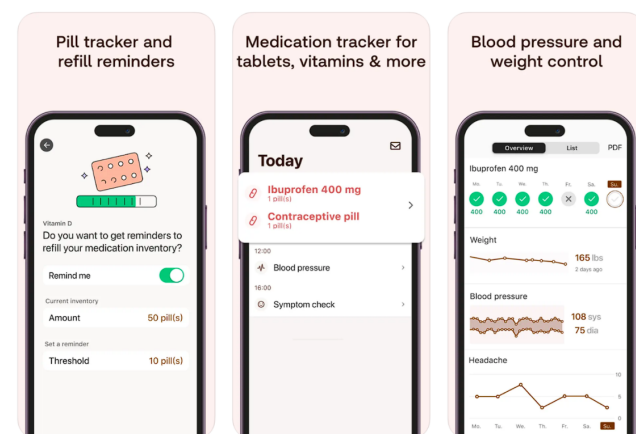 Pill tracker and
refill reminders
Vitamin D
Do you want to get reminders to
refill your medication inventory?
Remind me
Current inventory
Amount 50 pill(s)
Set a reminder
Threshold 10 pill(s)
Medication tracker for
tablets, vitamins & more
Today
Ibuprofen 400 mg
1 pill(s)
Contraceptive pill
1 pill(s)
12:00
Blood pressure
16:00
Symptom check
Blood pressure and
weight control
Overview List PDF
Ibuprofen 400 mg
Mo. Tu. We. Th. Fr. Sa. Su.
400 400 400 400 400
Weight
165 lbs
2 days ago
Blood pressure
108 sys
75 dia
Headache
10
5
0
Mo. Tu. We. Th. Fr. Sa. Su.